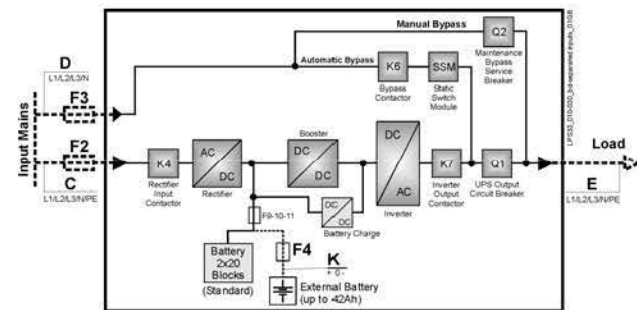 Manual Bypass
Q2
Maintenance
Bypass
Service
Breaker
D
L1/L2/L3/N
F3
Automatic Bypass
K6
SSM
Bypass
Contactor
Static
Switch
Module
Input Mains
F2
C
L1/L2/L3/N/PE
K4
Rectifier
Input
Contactor
AC
DC
Rectifier
Booster
DC
DC
DC
AC
Inverter
K7
Inverter
Output
Contactor
Q1
UPS Output
Circuit Breaker
Load
E
L1/L2/L3/N/PE
DC
DC
Battery Charge
F9-10-11
F4
K
+ 0 -
Battery
2x20
Blocks
(Standard)
External Battery
(up to -42Ah)